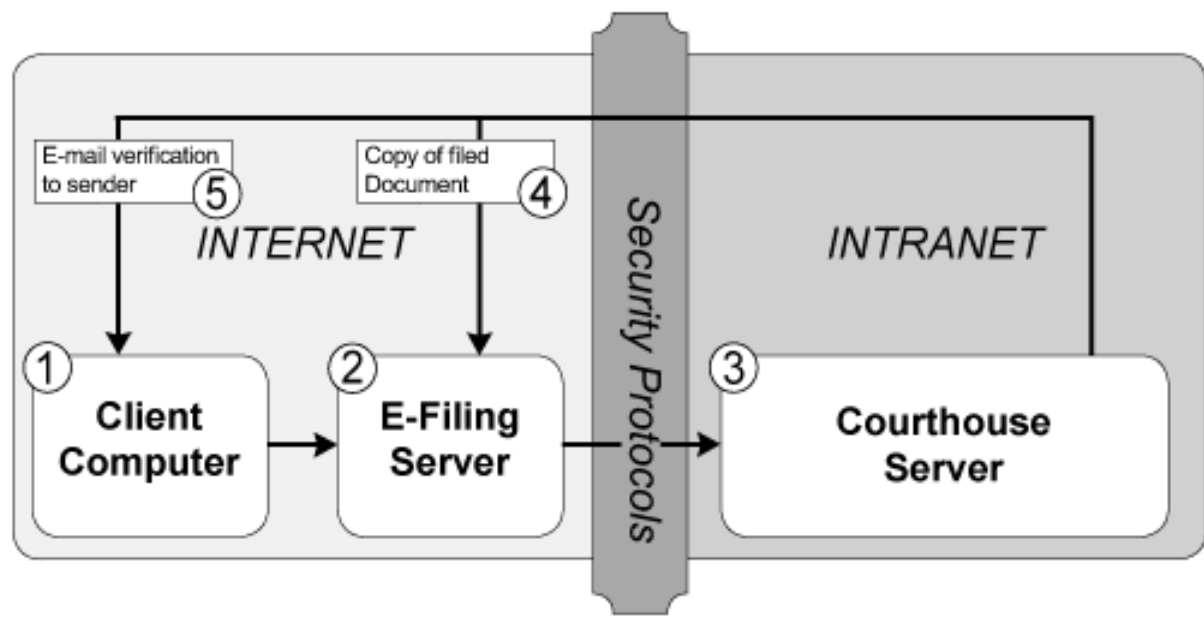 E-mail verification
to sender
5
Copy of filed
Document
4
INTERNET
Security Protocols
INTRANET
1
Client
Computer
2
E-Filing
Server
3
Courthouse
Server